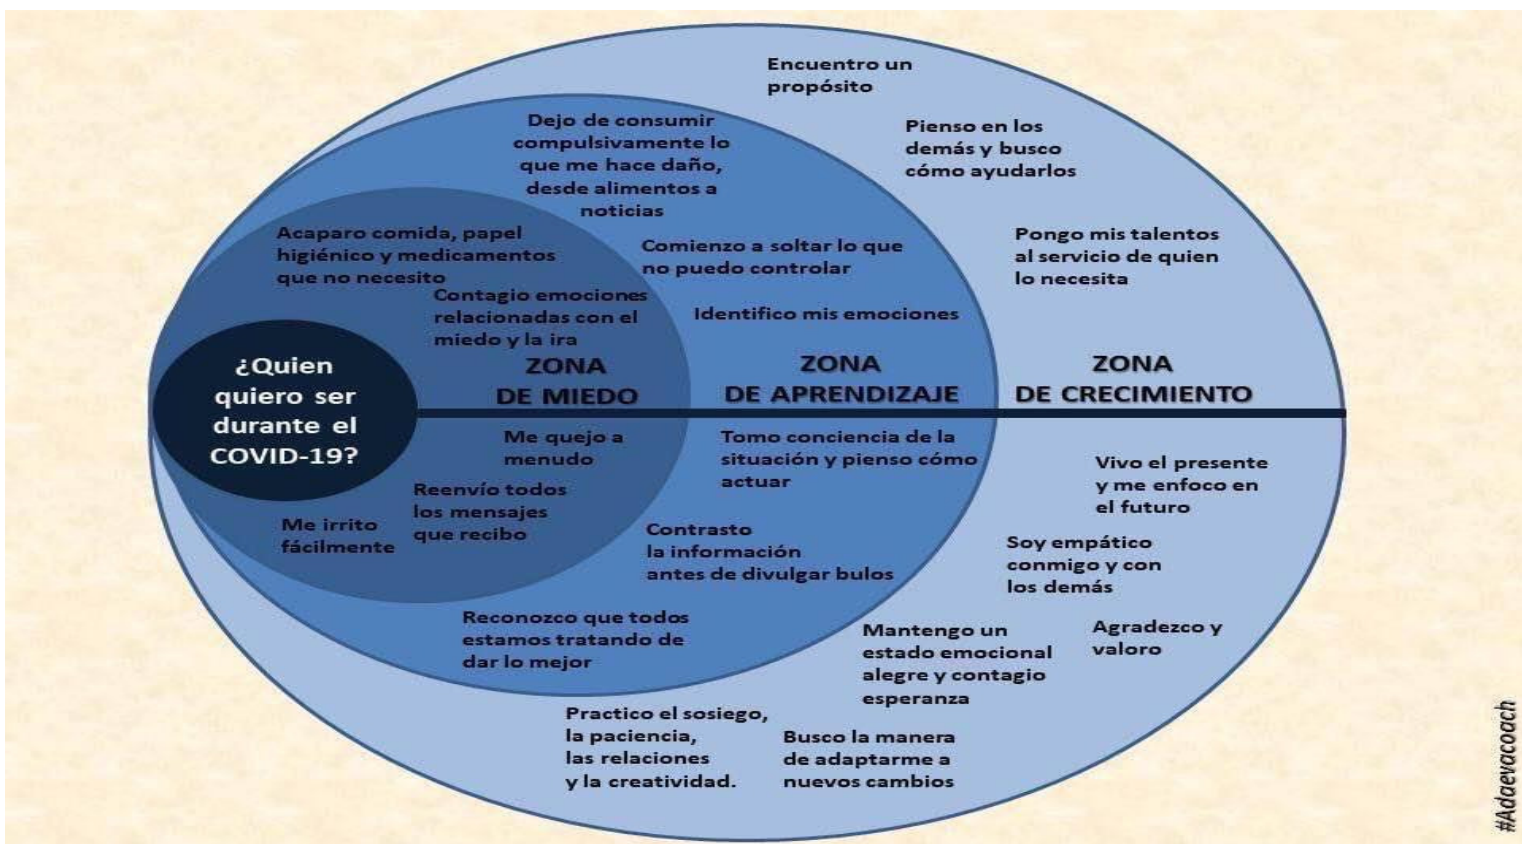 Encuentro un
propósito
Pienso en los
demás y busco
cómo ayudarlos
Pongo mis talentos
al servicio de quien
lo necesita
Dejo de consumir
compulsivamente lo
que me hace daño,
desde alimentos a
noticias
Comienzo a soltar lo que
no puedo controlar
Identifico mis emociones
Acaparo comida, papel
higiénico y medicamentos
que no necesito
Contagio emociones
relacionadas con el
miedo y la ira
¿Quien
quiero ser
durante el
COVID-19?
ZONA
DE MIEDO
ZONA
DE APRENDIZAJE
ZONA
DE CRECIMIENTO
Me quejo a
menudo
Reenvío todos
los mensajes
que recibo
Me irrito
fácilmente
Tomo conciencia de la
situación y pienso cómo
actuar
Contrasto
la información
antes de divulgar bulos
Reconozco que todos
estamos tratando de
dar lo mejor
Vivo el presente
y me enfoco en
el futuro
Soy empático
conmigo y con
los demás
Agradezco y
valoro
Mantengo un
estado emocional
alegre y contagio
esperanza
Practico el sosiego,
la paciencia,
las relaciones
y la creatividad.
Busco la manera
de adaptarme a
nuevos cambios
#Adaevacoach